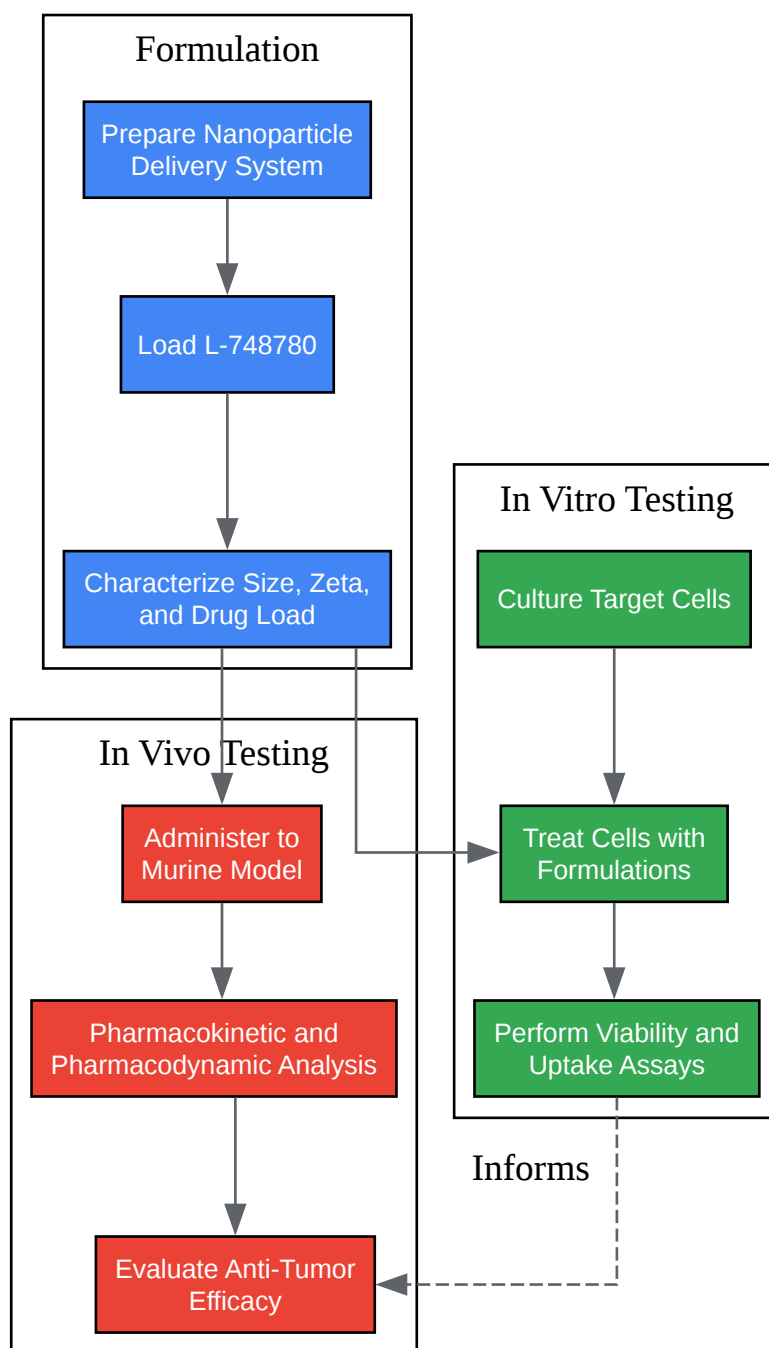 Formulation
Prepare Nanoparticle
Delivery System
Load L-748780
Characterize Size, Zeta,
and Drug Load
In Vitro Testing
Culture Target Cells
Treat Cells with
Formulations
Perform Viability and
Uptake Assays
In Vivo Testing
Administer to
Murine Model
Pharmacokinetic and
Pharmacodynamic Analysis
Informs
Evaluate Anti-Tumor
Efficacy